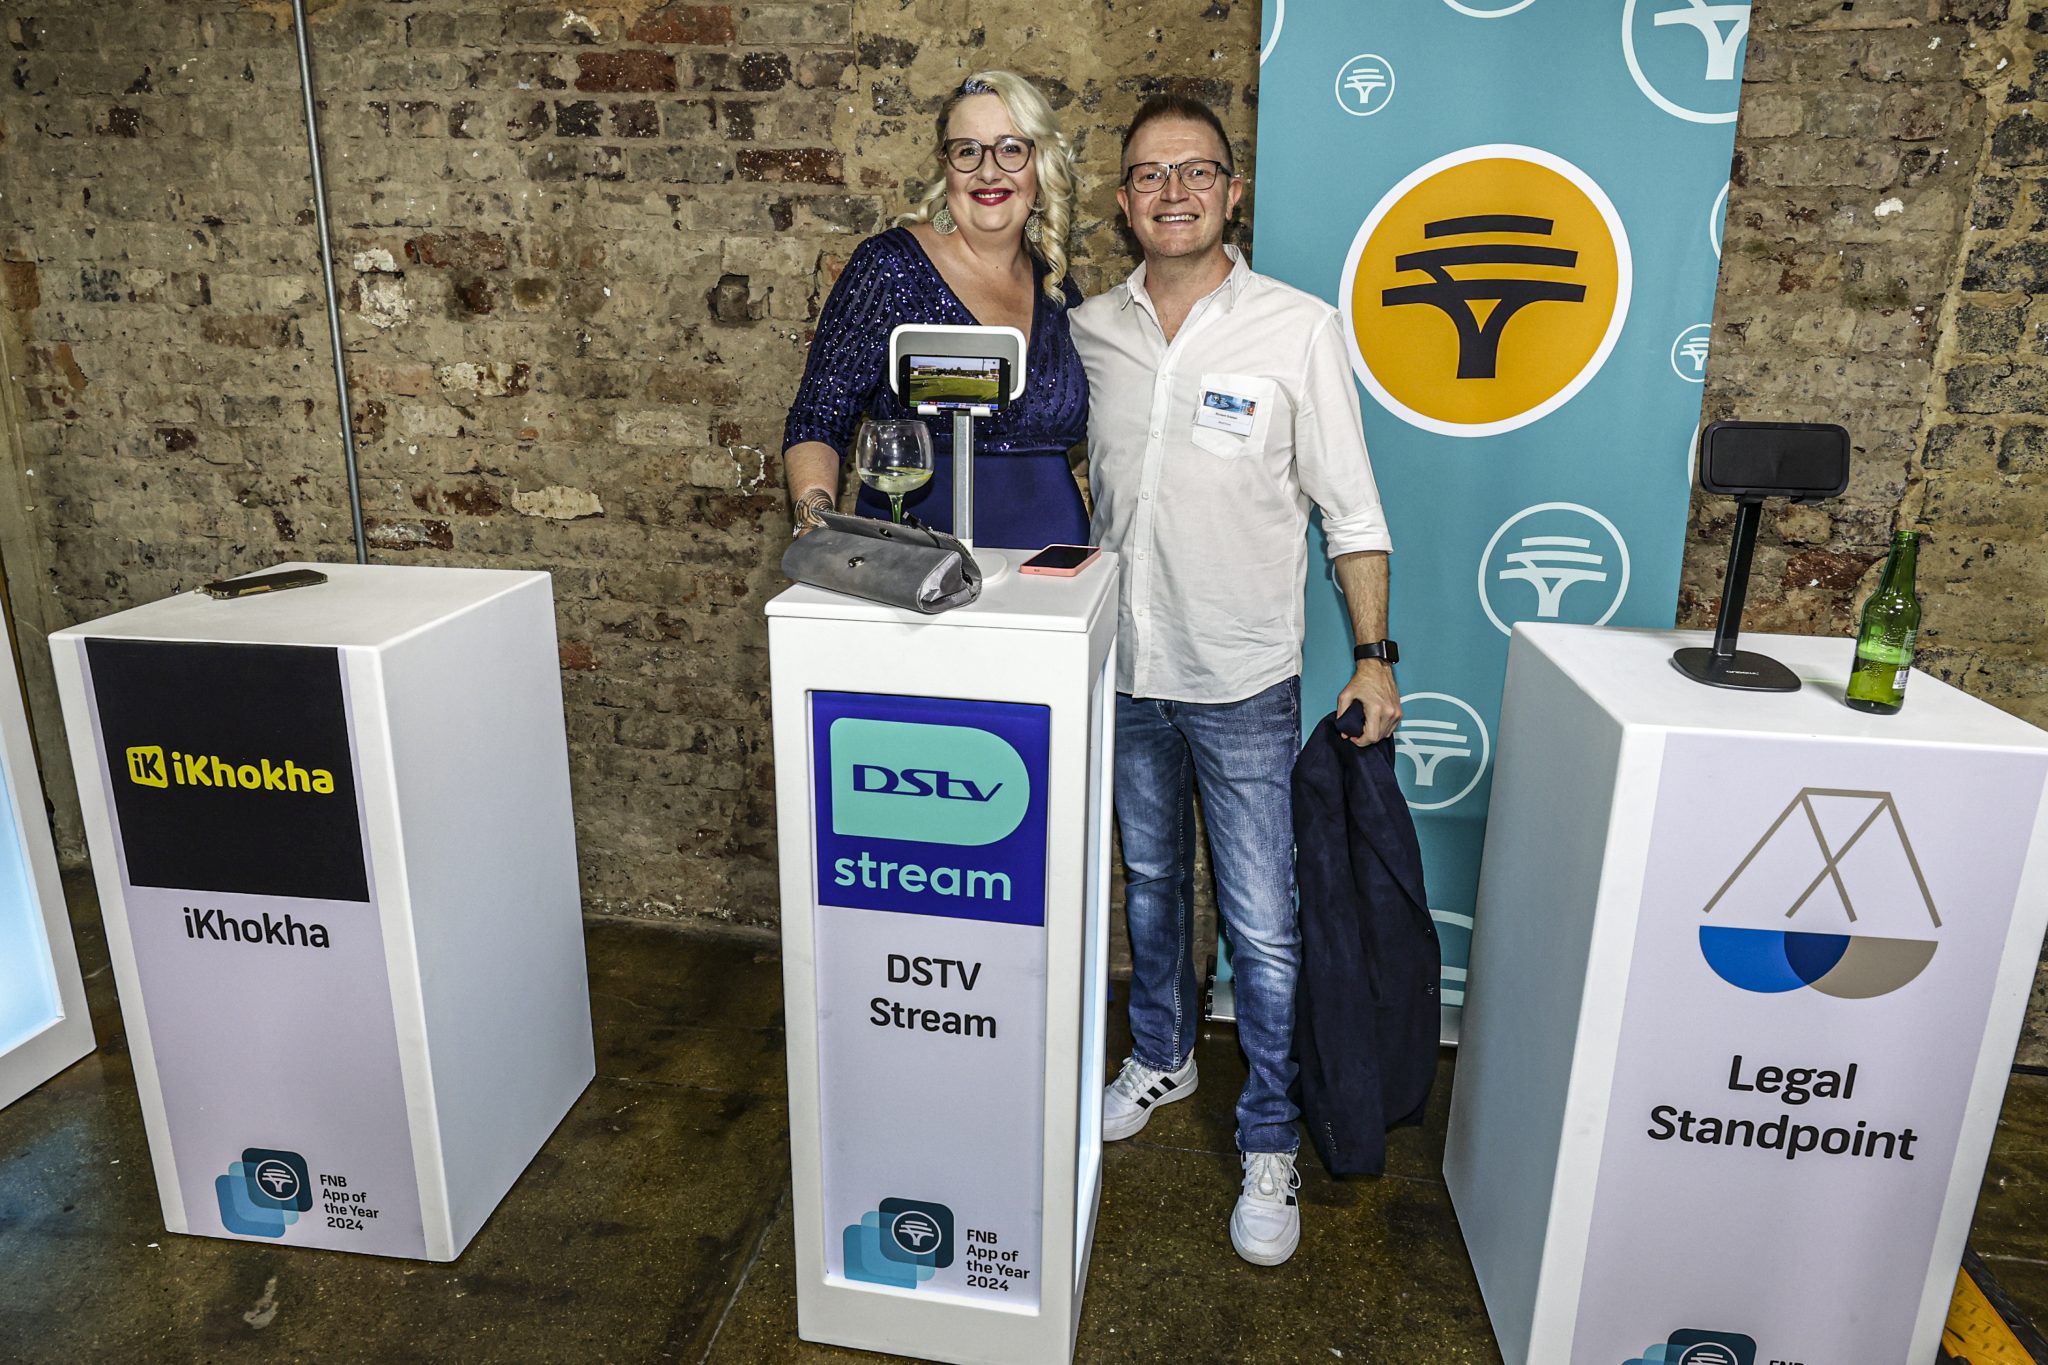 iK iKhokha
iKhokha
FNB
App of
the Year
2024
DStv
stream
DSTV
Stream
FNB
App of
the Year
2024
Legal
Standpoint
FNB